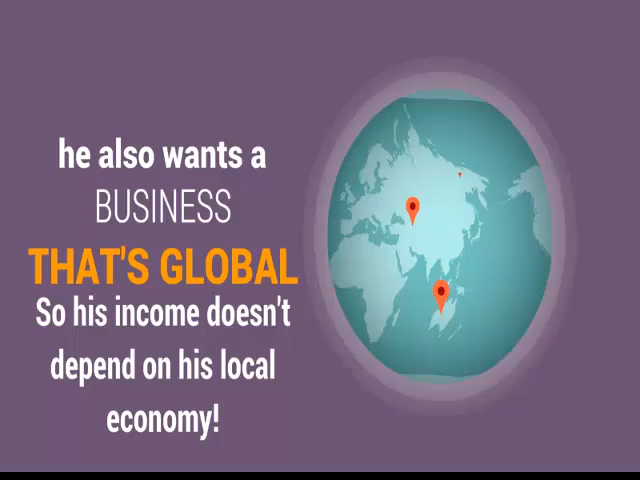 he also wants a
BUSINESS
THAT'S GLOBAL
So his income doesn't
depend on his local
economy!